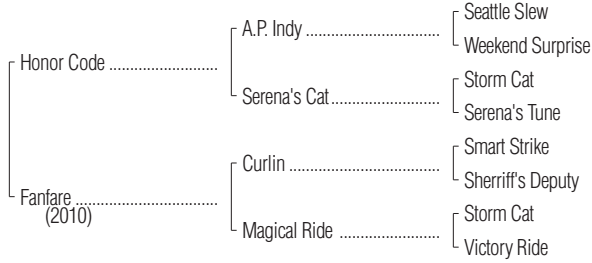 Seattle Slew
A.P. Indy ..............................
Weekend Surprise
Honor Code ........................
Storm Cat
Serena's Cat........................
Serena's Tune
Smart Strike
Curlin ..................................
Sherriff's Deputy
Fanfare ................................
(2010)
Storm Cat
Magical Ride ......................
Victory Ride